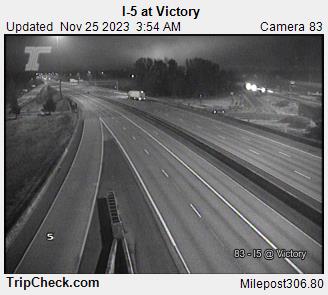 I-5 at Victory
Updated Nov 25 2023 3:54 AM Camera 83
T
S
83 - I5 @ Victory
TripCheck.com Milepost306.80